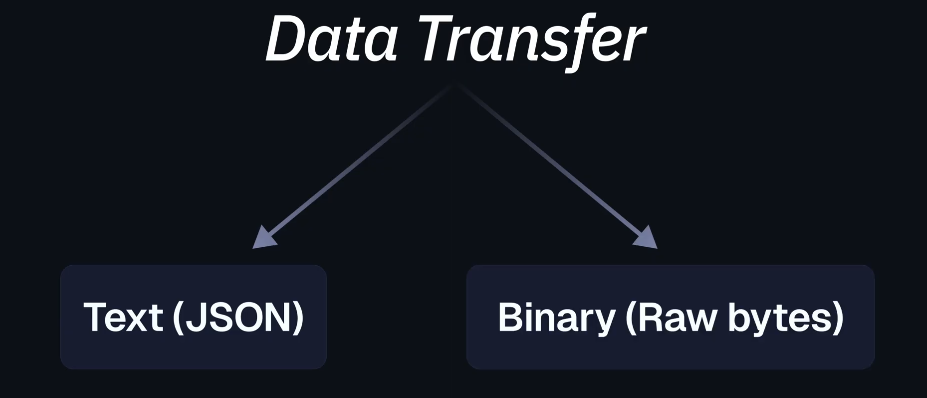 Data Transfer
Text (JSON)
Binary (Raw bytes)